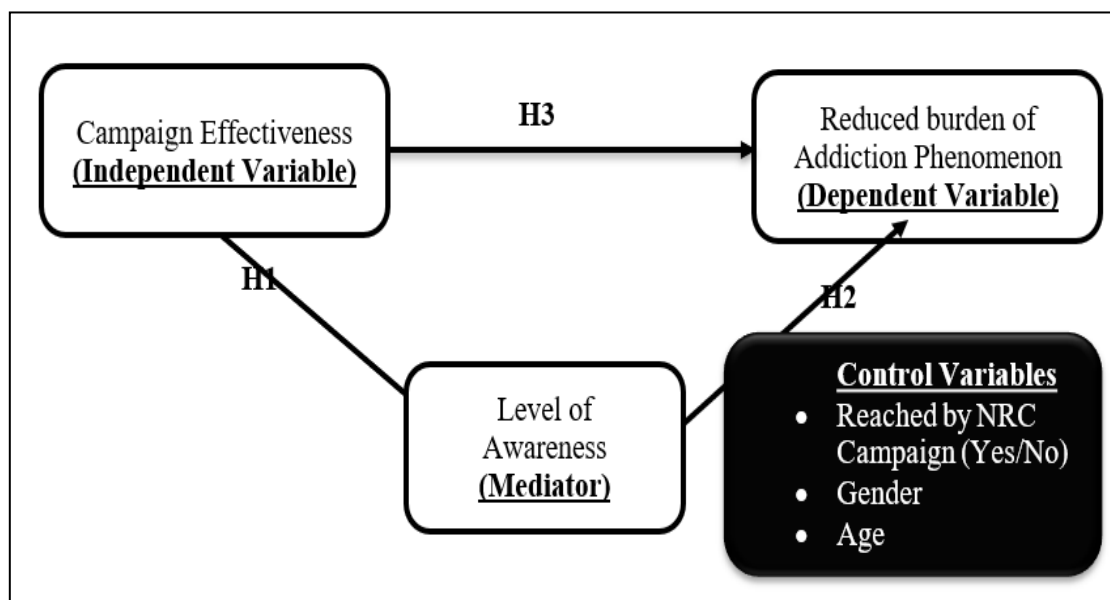 Campaign Effectiveness
(Independent Variable)
H3
Reduced burden of
Addiction Phenomenon
(Dependent Variable)
H1
H2
Level of
Awareness
(Mediator)
Control Variables
• Reached by NRC
Campaign (Yes/No)
• Gender
• Age